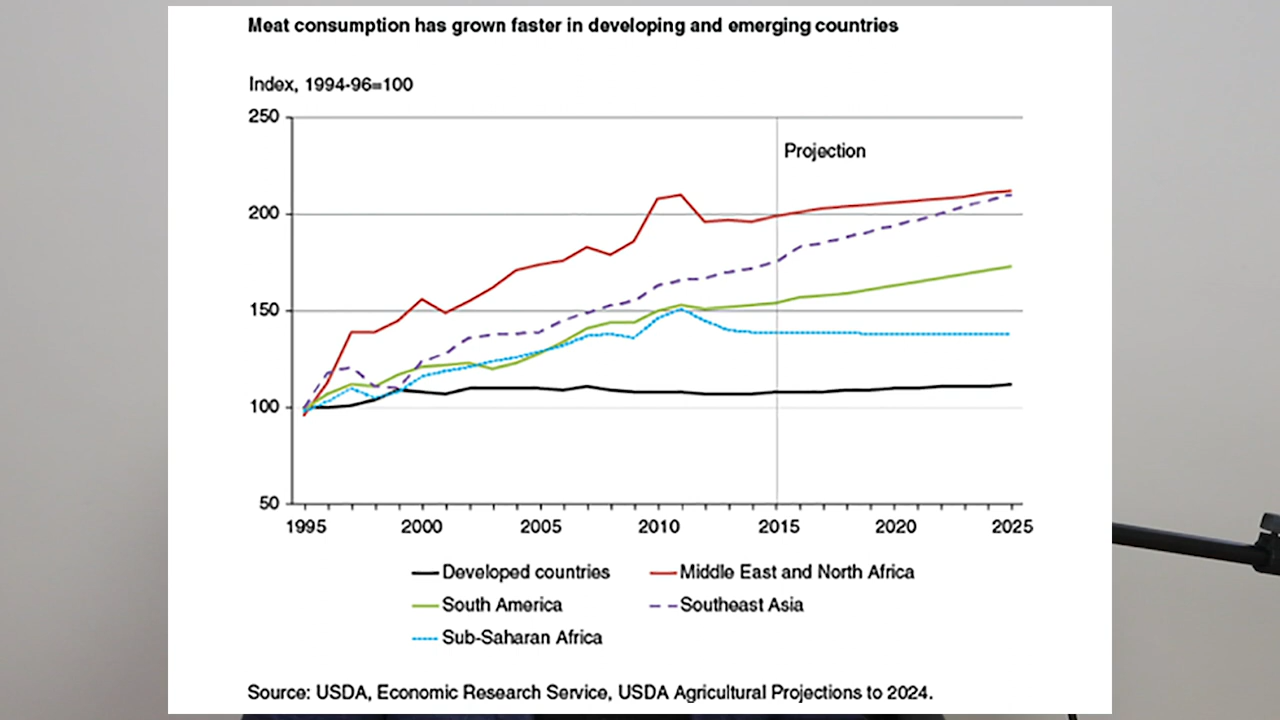 Meat consumption has grown faster in developing and emerging countries
Index, 1994-96=100
250
Projection
200
150
100
50
1995 2000 2005 2010 2015 2020 2025
Developed countries Middle East and North Africa
South America Southeast Asia
Sub-Saharan Africa
Source: USDA, Economic Research Service, USDA Agricultural Projections to 2024.